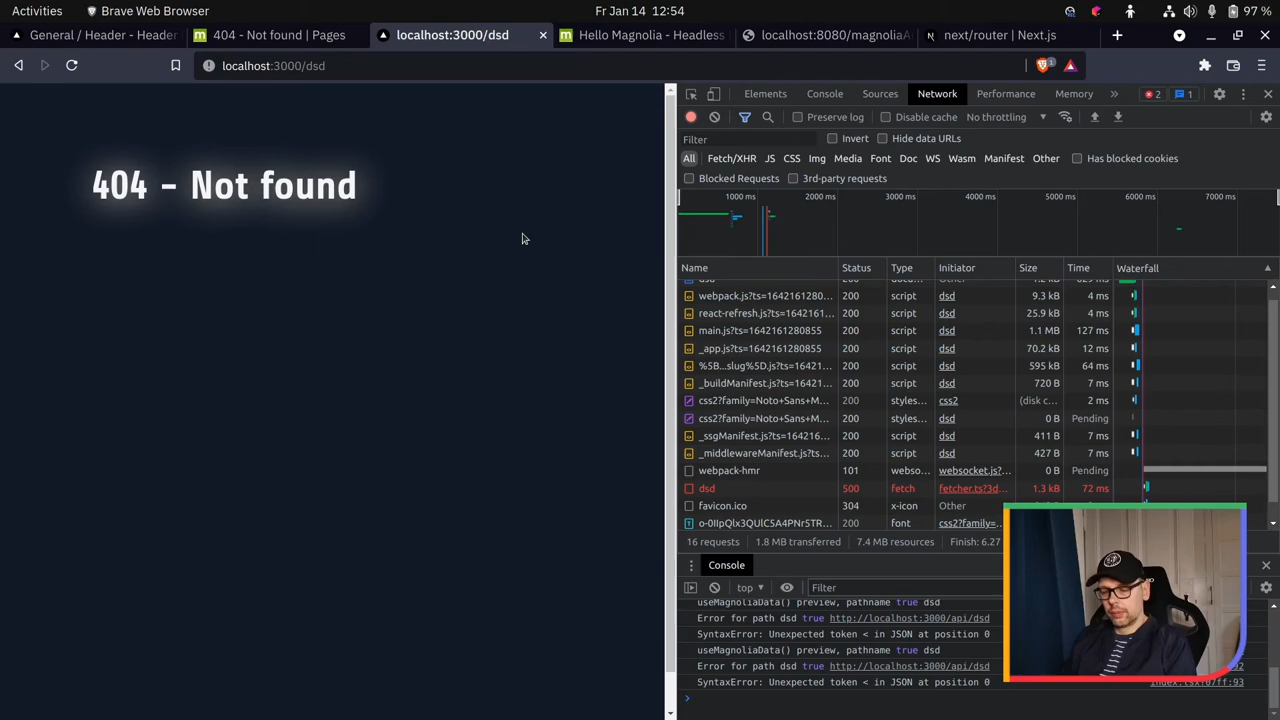 Activities
Brave Web Browser
Fr Jan 14 12:54
97 %
General / Header - Header
404 - Not found | Pages
localhost:3000/dsd
Hello Magnolia - Headless
localhost:8080/magnoliaA
next/router | Next.js
localhost:3000/dsd
404 - Not found
Elements Console Sources Network Performance Memory 2 1
Preserve log Disable cache No throttling
Filter Invert Hide data URLs
All Fetch/XHR JS CSS Img Media Font Doc WS Wasm Manifest Other Has blocked cookies
Blocked Requests 3rd-party requests
1000 ms 2000 ms 3000 ms 4000 ms 5000 ms 6000 ms 7000 ms
Name Status Type Initiator Size Time Waterfall
webpack.js?ts=1642161280... 200 script dsd 9.3 kB 4 ms
react-refresh.js?ts=1642161... 200 script dsd 25.9 kB 4 ms
main.js?ts=1642161280855 200 script dsd 1.1 MB 127 ms
_app.js?ts=1642161280855 200 script dsd 70.2 kB 12 ms
%5B...slug%5D.js?ts=16421... 200 script dsd 595 kB 64 ms
_buildManifest.js?ts=16421... 200 script dsd 720 B 7 ms
css2?family=Noto+Sans+M... 200 styles... css2 (disk c... 2 ms
css2?family=Noto+Sans+M... 200 styles... dsd 0 B Pending
_ssgManifest.js?ts=164216... 200 script dsd 411 B 7 ms
_middlewareManifest.js?ts... 200 script dsd 427 B 7 ms
webpack-hmr 101 webso... websocket.js?... 0 B Pending
dsd 500 fetch fetcher.ts?3d... 1.3 kB 72 ms
favicon.ico 304 x-icon Other
200 font css2?family=...
16 requests 1.8 MB transferred 7.4 MB resources Finish: 6.27
Console
top Filter
useMagnoliaData() preview, pathname true dsd
Error for path dsd true http://localhost:3000/api/dsd
SyntaxError: Unexpected token < in JSON at position 0
useMagnoliaData() preview, pathname true dsd
Error for path dsd true http://localhost:3000/api/dsd
SyntaxError: Unexpected token < in JSON at position 0